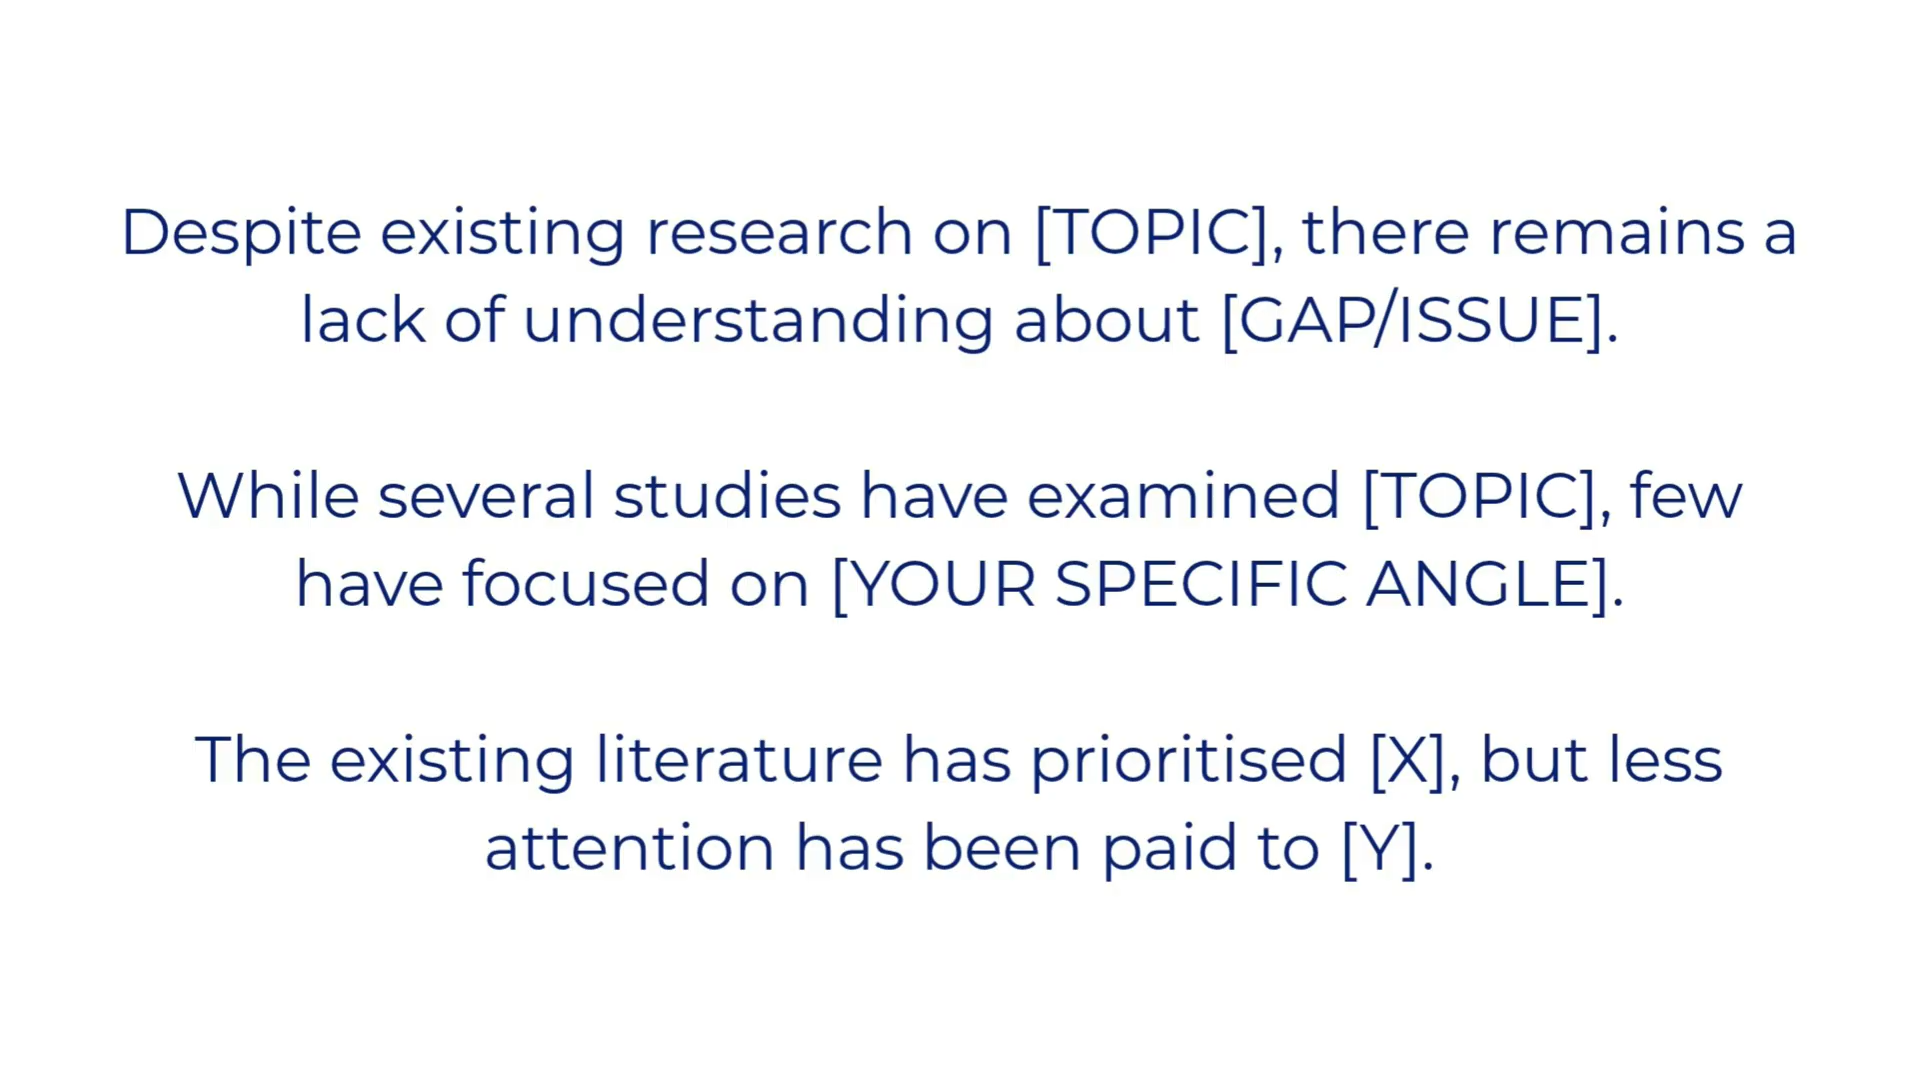 Despite existing research on [TOPIC], there remains a
lack of understanding about [GAP/ISSUE].
While several studies have examined [TOPIC], few
have focused on [YOUR SPECIFIC ANGLE].
The existing literature has prioritised [X], but less
attention has been paid to [Y].